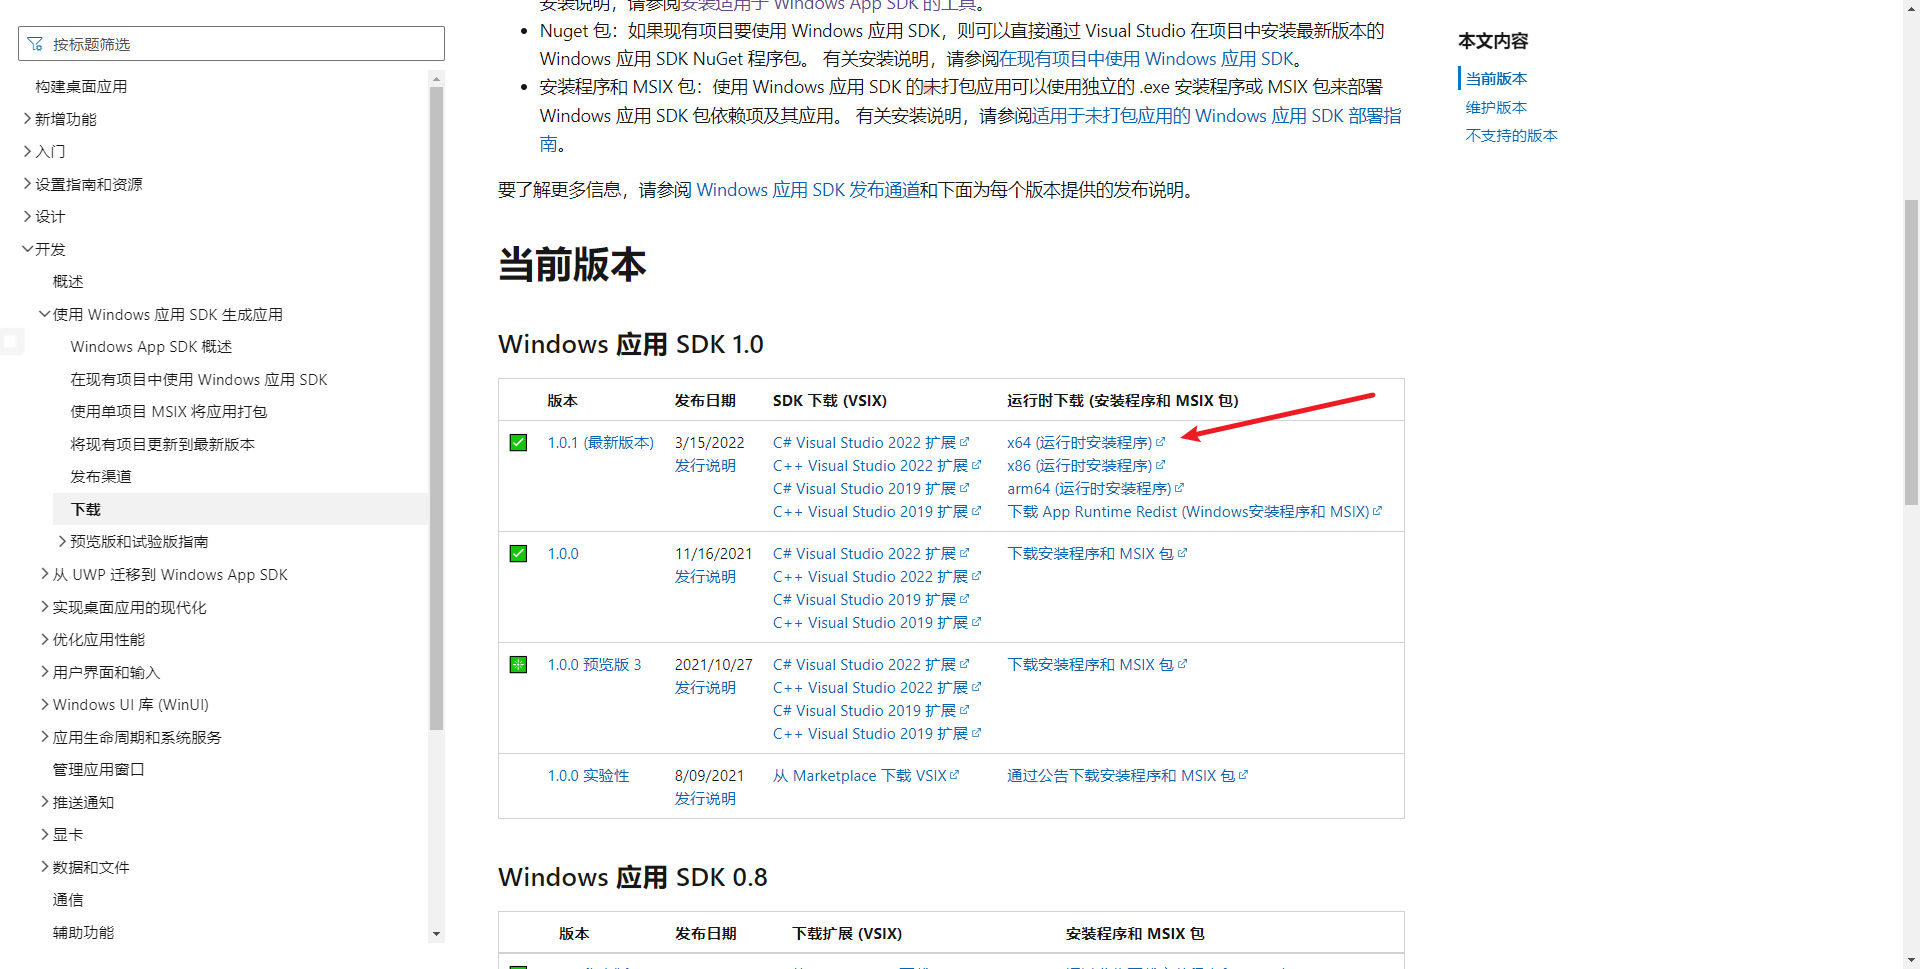 按标题筛选
构建桌面应用
新增功能
入门
设置指南和资源
设计
开发
概述
使用 Windows 应用 SDK 生成应用
Windows App SDK 概述
在现有项目中使用 Windows 应用 SDK
使用单项目 MSIX 将应用打包
将现有项目更新到最新版本
发布渠道
下载
预览版和试验版指南
从 UWP 迁移到 Windows App SDK
实现桌面应用的现代化
优化应用性能
用户界面和输入
Windows UI 库 (WinUI)
应用生命周期和系统服务
管理应用窗口
推送通知
显卡
数据和文件
通信
辅助功能
安装说明，请参阅安装适用于 Windows App SDK 的工具。
Nuget 包：如果现有项目要使用 Windows 应用 SDK，则可以直接通过 Visual Studio 在项目中安装最新版本的
Windows 应用 SDK NuGet 程序包。 有关安装说明，请参阅在现有项目中使用 Windows 应用 SDK。
安装程序和 MSIX 包：使用 Windows 应用 SDK 的未打包应用可以使用独立的 .exe 安装程序或 MSIX 包来部署
Windows 应用 SDK 包依赖项及其应用。 有关安装说明，请参阅适用于未打包应用的 Windows 应用 SDK 部署指
南。
要了解更多信息，请参阅 Windows 应用 SDK 发布通道和下面为每个版本提供的发布说明。
当前版本
Windows 应用 SDK 1.0
版本 发布日期 SDK 下载 (VSIX) 运行时下载 (安装程序和 MSIX 包)
1.0.1 (最新版本) 3/15/2022 C# Visual Studio 2022 扩展 x64 (运行时安装程序)
发行说明 C++ Visual Studio 2022 扩展 x86 (运行时安装程序)
C# Visual Studio 2019 扩展 arm64 (运行时安装程序)
C++ Visual Studio 2019 扩展 下载 App Runtime Redist (Windows安装程序和 MSIX)
1.0.0 11/16/2021 C# Visual Studio 2022 扩展 下载安装程序和 MSIX 包
发行说明 C++ Visual Studio 2022 扩展
C# Visual Studio 2019 扩展
C++ Visual Studio 2019 扩展
1.0.0 预览版 3 2021/10/27 C# Visual Studio 2022 扩展 下载安装程序和 MSIX 包
发行说明 C++ Visual Studio 2022 扩展
C# Visual Studio 2019 扩展
C++ Visual Studio 2019 扩展
1.0.0 实验性 8/09/2021 从 Marketplace 下载 VSIX 通过公告下载安装程序和 MSIX 包
发行说明
Windows 应用 SDK 0.8
版本 发布日期 下载扩展 (VSIX) 安装程序和 MSIX 包
本文内容
当前版本
维护版本
不支持的版本